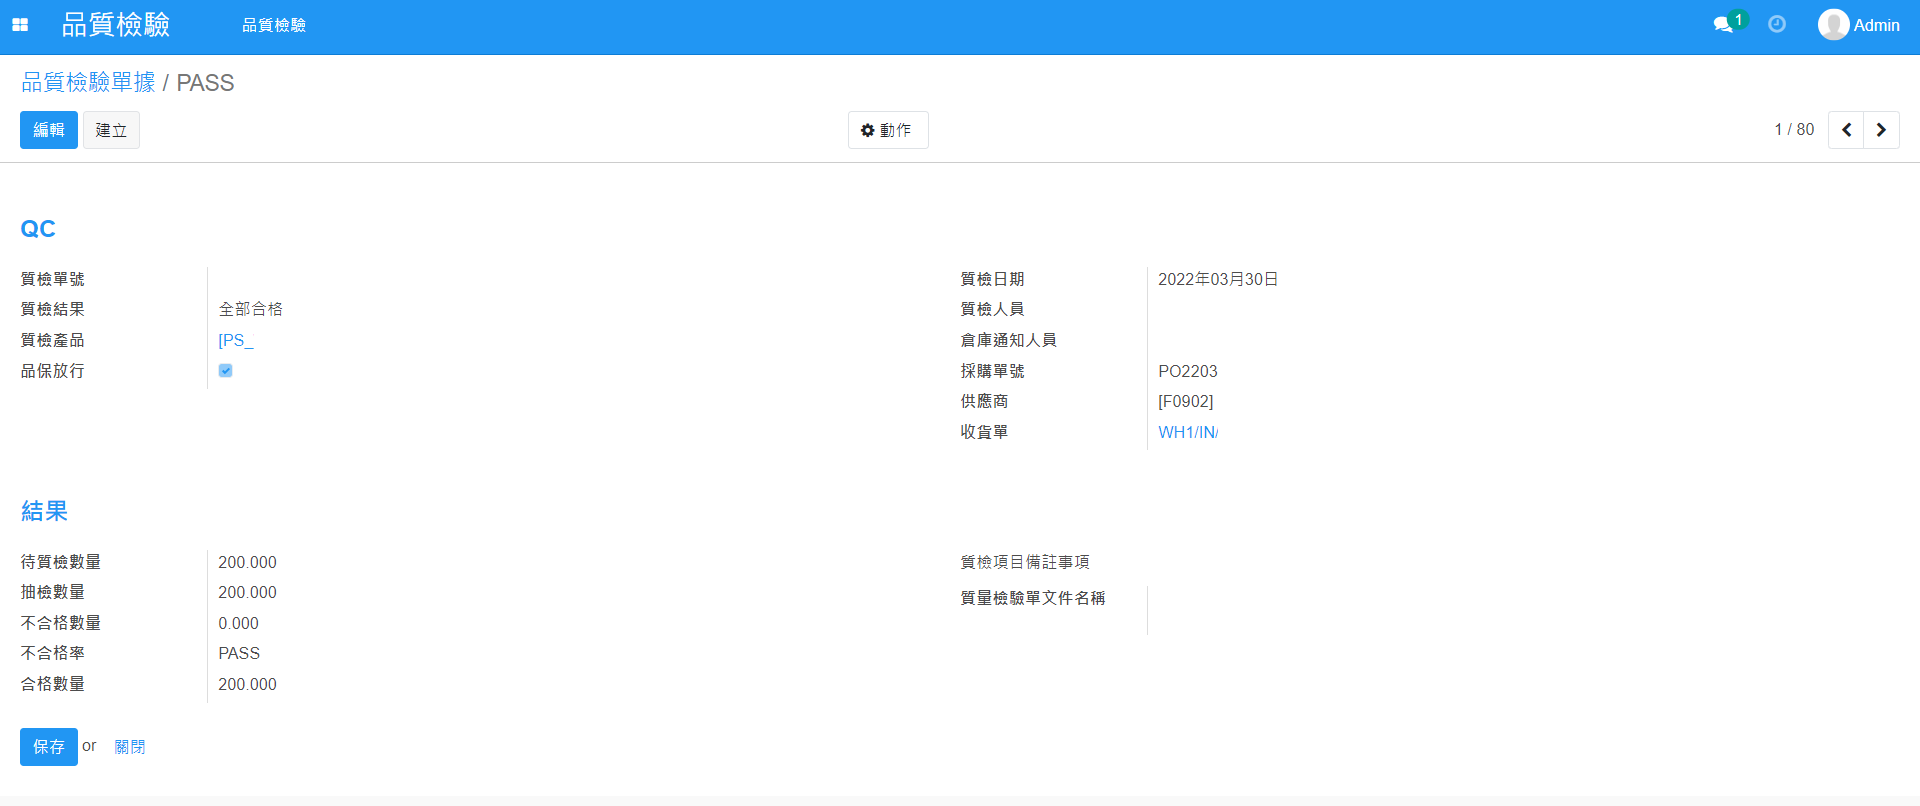 品質檢驗 品質檢驗 1 Admin
品質檢驗單據 / PASS
編輯 建立 動作 1 / 80
QC
質檢單號
質檢結果 全部合格
質檢產品 [PS_
品保放行
質檢日期 2022年03月30日
質檢人員
倉庫通知人員
採購單號 PO2203
供應商 [F0902]
收貨單 WH1/IN/
結果
待質檢數量 200.000
抽檢數量 200.000
不合格數量 0.000
不合格率 PASS
合格數量 200.000
質檢項目備註事項
質量檢驗單文件名稱
保存 or 關閉